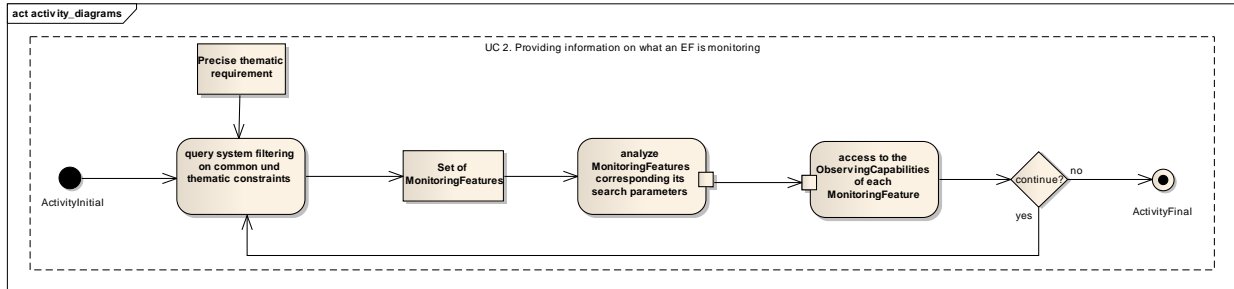 act activity_diagrams
UC 2. Providing information on what an EF is monitoring
Precise thematic
requirement
query system filtering
on common und
thematic constraints
Set of
MonitoringFeatures
analyze
MonitoringFeatures
corresponding its
search parameters
access to the
ObservingCapabilities
of each
MonitoringFeature
continue?
no
yes
ActivityInitial
ActivityFinal